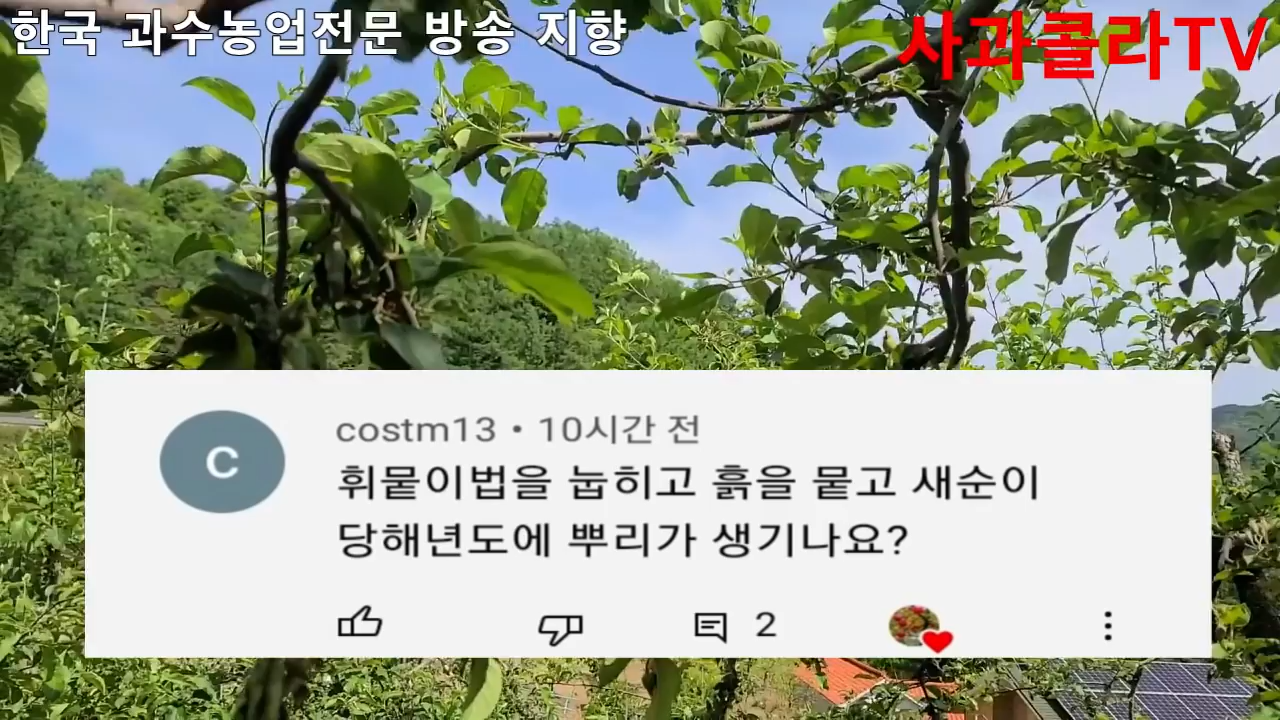 한국 과수농업전문 방송 지향
사과콜라TV
costm13 • 10시간 전
휘뭍이법을 눕히고 흙을 뭍고 새순이
당해년도에 뿌리가 생기나요?
2
C